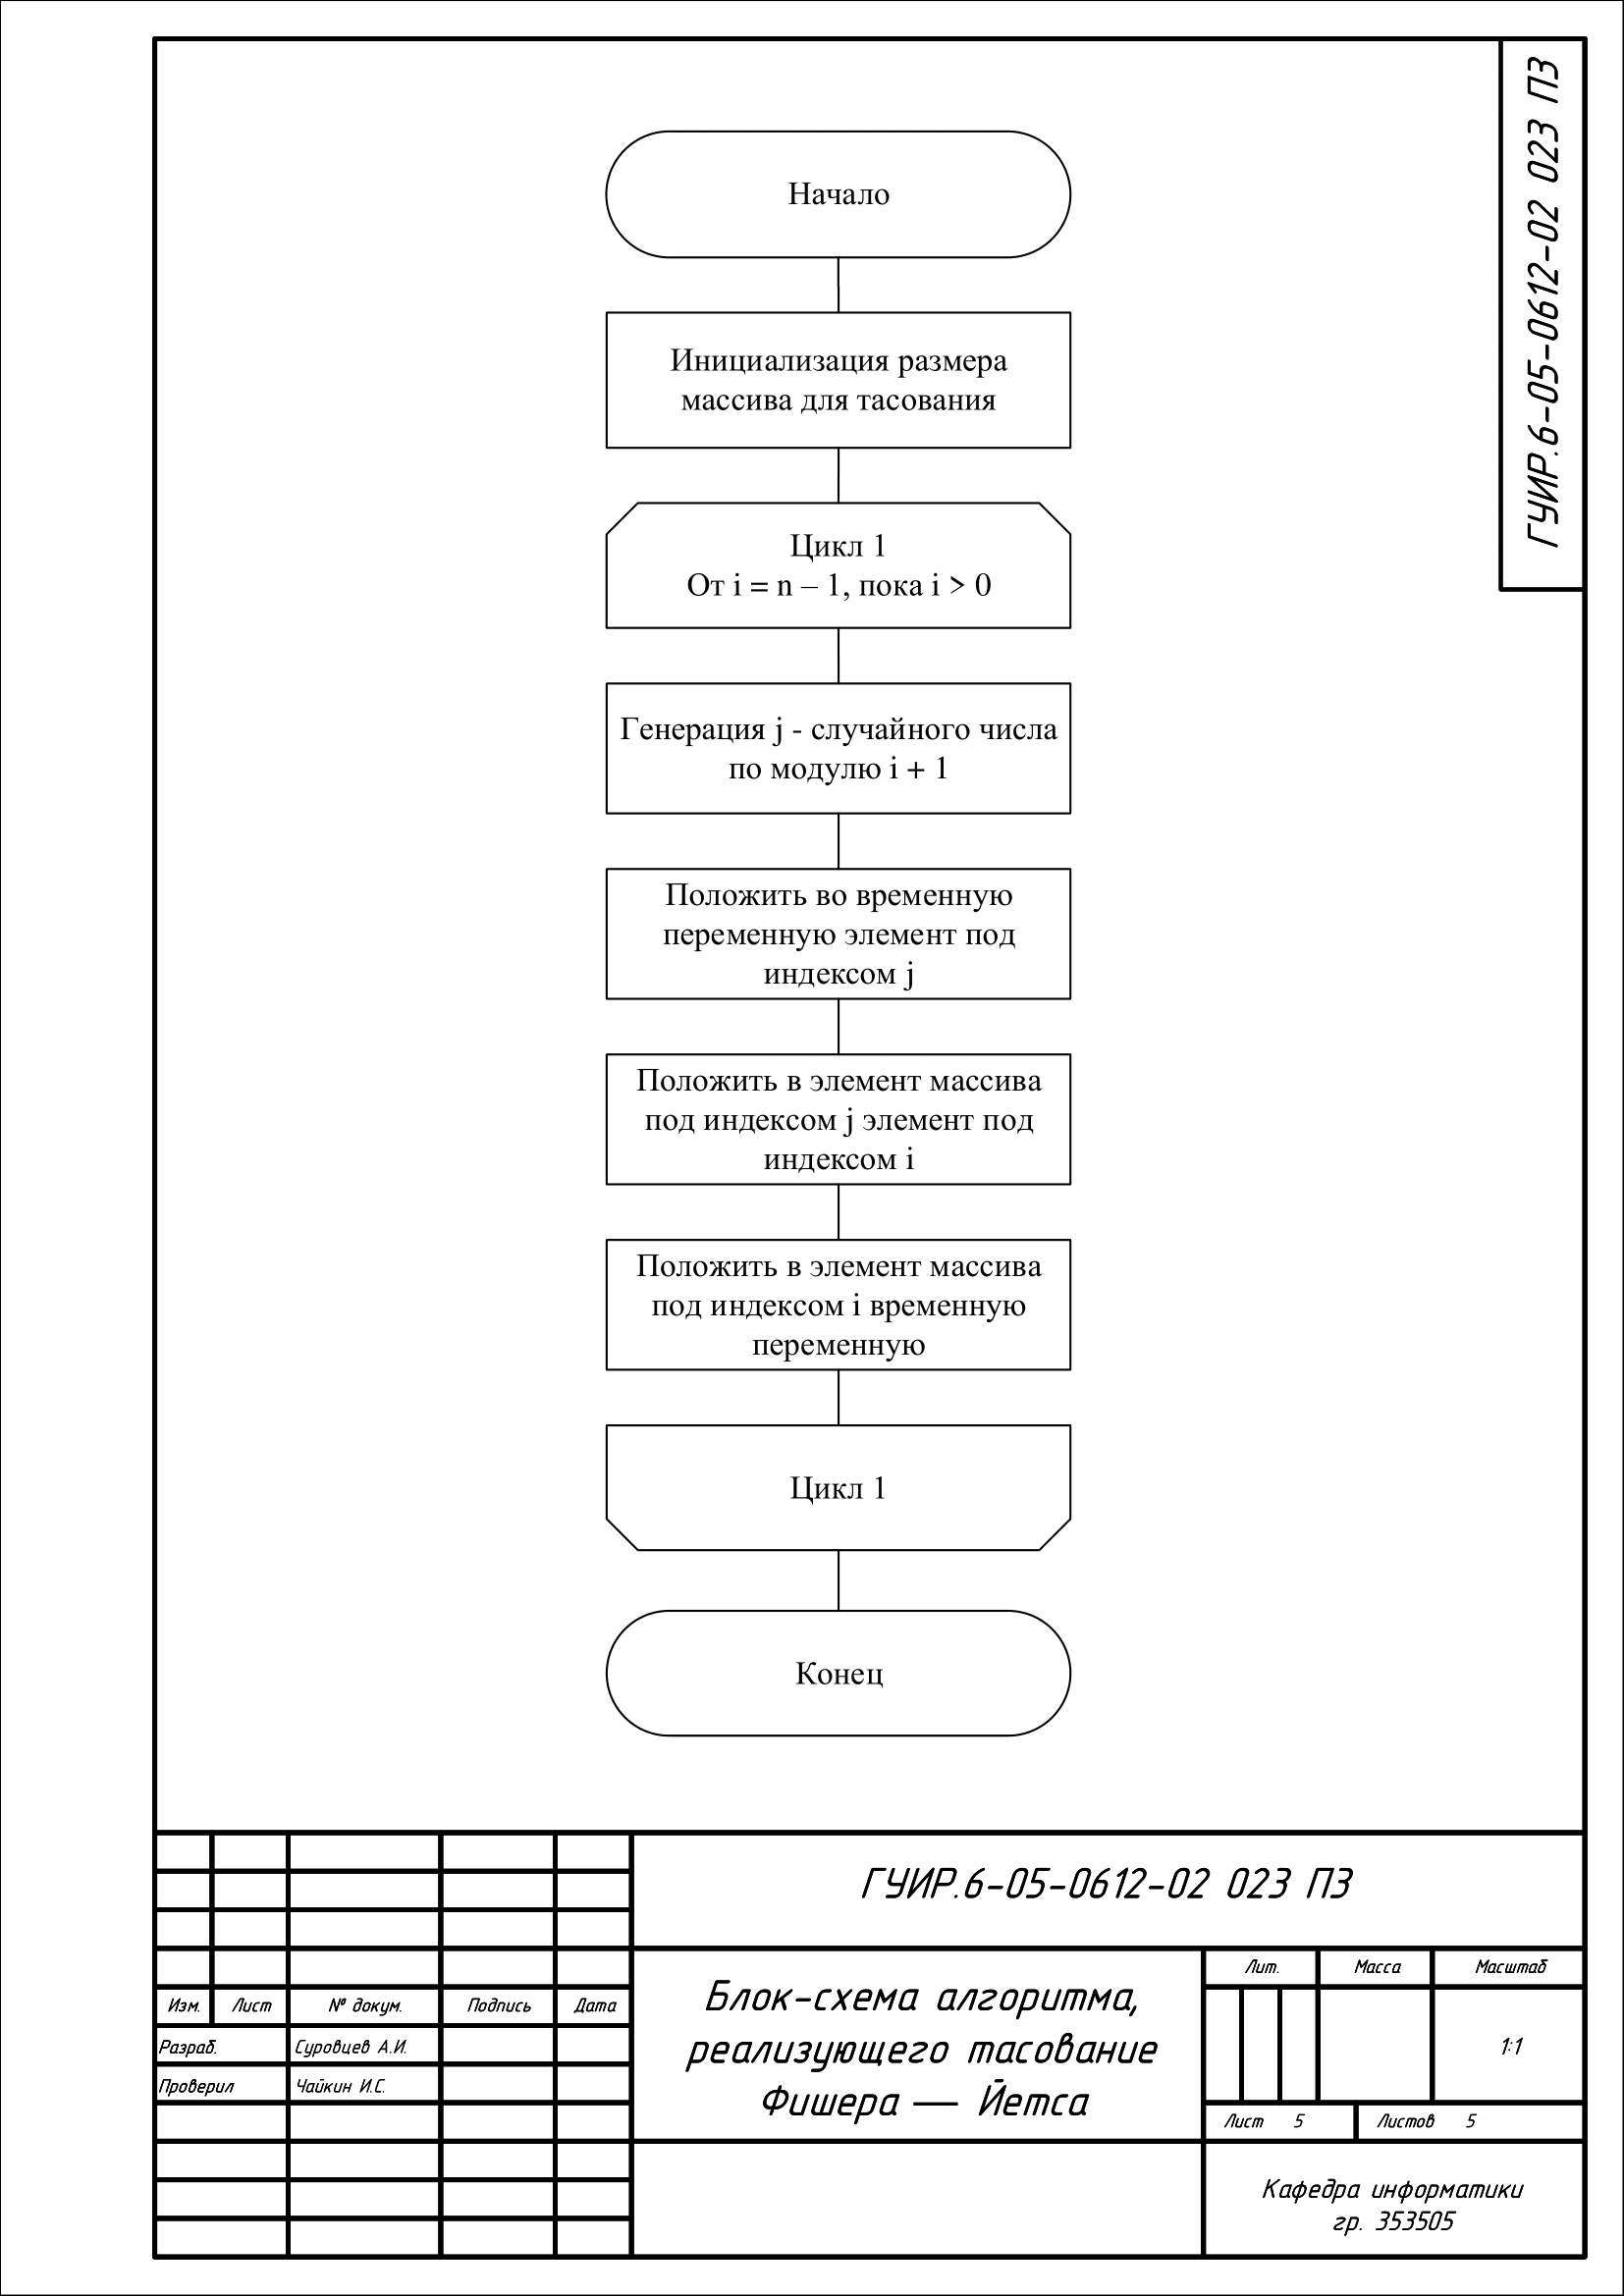 ГУИР.6-05-0612-02 023 ПЗ
Начало
Инициализация размера
массива для тасования
Цикл 1
От i = n – 1, пока i > 0
Генерация j - случайного числа
по модулю i + 1
Положить во временную
переменную элемент под
индексом j
Положить в элемент массива
под индексом j элемент под
индексом i
Положить в элемент массива
под индексом i временную
переменную
Цикл 1
Конец
ГУИР.6-05-0612-02 023 ПЗ
Изм. Лист № докум. Подпись Дата
Разраб. Суровцев А.И.
Проверил Чайкин И.С.
Блок-схема алгоритма,
реализующего тасование
Фишера — Йетса
Лит. Масса Масштаб
1:1
Лист 5 Листов 5
Кафедра информатики
гр. 353505